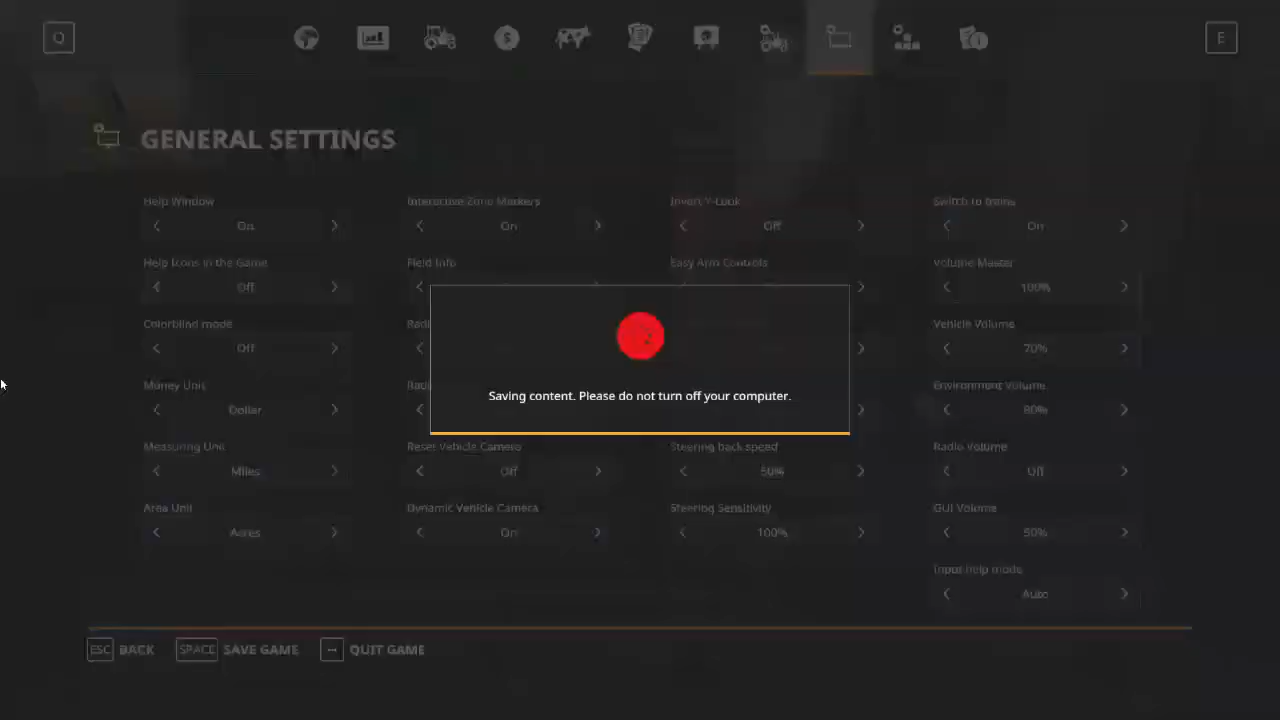 Q
E
GENERAL SETTINGS
Help Window
On
Interactive Zone Markers
On
Invert Y-Look
Off
Switch to trains
On
Help Icons in the Game
Off
Field Info
Easy Arm Controls
Volume Master
100%
Colorblind mode
Off
Radi
Vehicle Volume
70%
Money Unit
Dollar
Radi
Environment Volume
80%
Saving content. Please do not turn off your computer.
Measuring Unit
Miles
Reset Vehicle Camera
Off
Steering back speed
50%
Radio Volume
Off
Area Unit
Acres
Dynamic Vehicle Camera
On
Steering Sensitivity
100%
GUI Volume
50%
Input help mode
Auto
ESC BACK SPACE SAVE GAME QUIT GAME